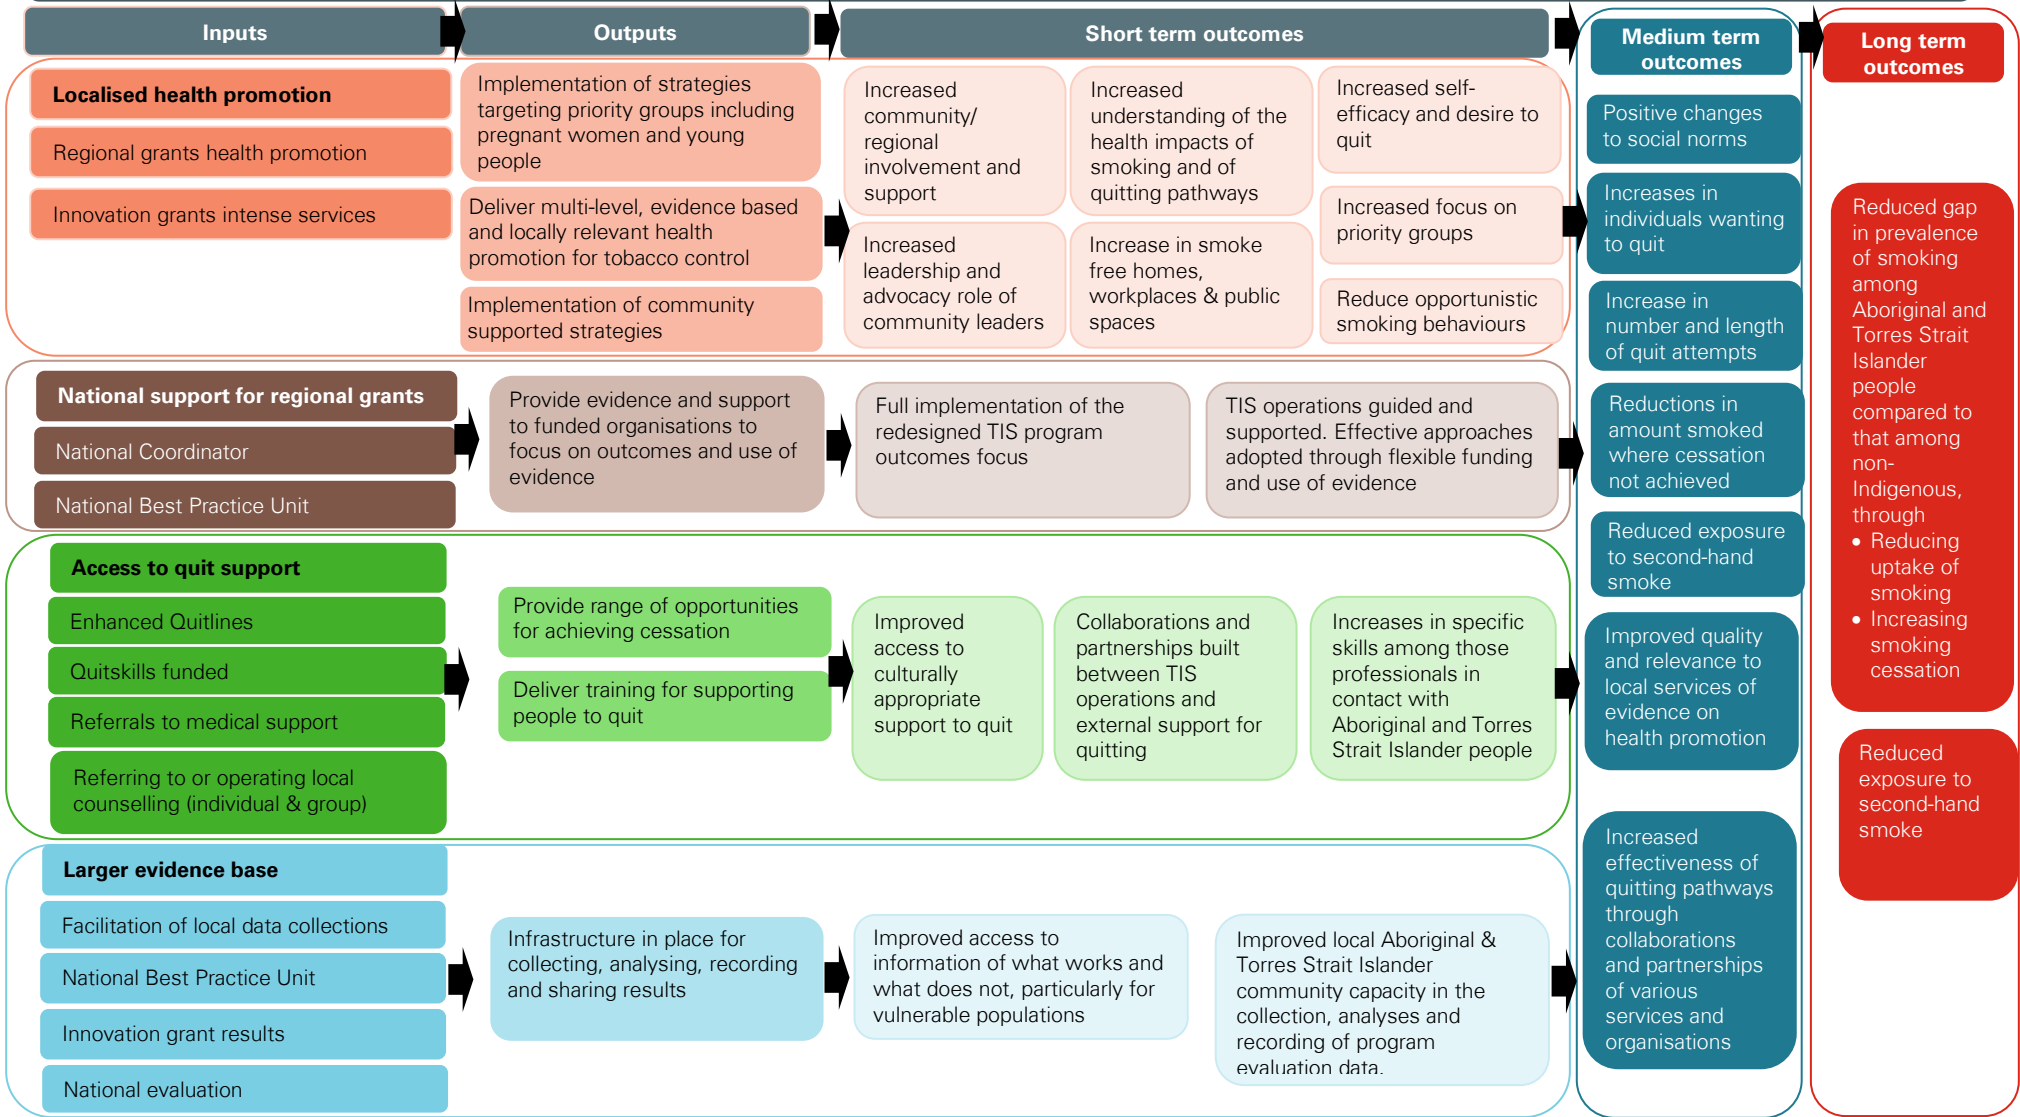 Inputs
Outputs
Short term outcomes
Medium term
outcomes
Long term
outcomes
Localised health promotion
Regional grants health promotion
Innovation grants intense services
Implementation of strategies
targeting priority groups including
pregnant women and young
people
Deliver multi-level, evidence based
and locally relevant health
promotion for tobacco control
Implementation of community
supported strategies
Increased
community/
regional
involvement and
support
Increased
understanding of the
health impacts of
smoking and of
quitting pathways
Increased self-
efficacy and desire to
quit
Increased
leadership and
advocacy role of
community leaders
Increase in smoke
free homes,
workplaces & public
spaces
Increased focus on
priority groups
Reduce opportunistic
smoking behaviours
National support for regional grants
National Coordinator
National Best Practice Unit
Provide evidence and support
to funded organisations to
focus on outcomes and use of
evidence
Full implementation of the
redesigned TIS program
outcomes focus
TIS operations guided and
supported. Effective approaches
adopted through flexible funding
and use of evidence
Access to quit support
Enhanced Quitlines
Quitskills funded
Referrals to medical support
Referring to or operating local
counselling (individual & group)
Provide range of opportunities
for achieving cessation
Deliver training for supporting
people to quit
Improved
access to
culturally
appropriate
support to quit
Collaborations and
partnerships built
between TIS
operations and
external support for
quitting
Increases in specific
skills among those
professionals in
contact with
Aboriginal and Torres
Strait Islander people
Larger evidence base
Facilitation of local data collections
National Best Practice Unit
Innovation grant results
National evaluation
Infrastructure in place for
collecting, analysing, recording
and sharing results
Improved access to
information of what works and
what does not, particularly for
vulnerable populations
Improved local Aboriginal &
Torres Strait Islander
community capacity in the
collection, analyses and
recording of program
evaluation data.
Positive changes
to social norms
Increases in
individuals wanting
to quit
Increase in
number and length
of quit attempts
Reductions in
amount smoked
where cessation
not achieved
Reduced exposure
to second-hand
smoke
Improved quality
and relevance to
local services of
evidence on
health promotion
Increased
effectiveness of
quitting pathways
through
collaborations
and partnerships
of various
services and
organisations
Reduced gap
in prevalence
of smoking
among
Aboriginal and
Torres Strait
Islander
people
compared to
that among
non-
Indigenous,
through
• Reducing
uptake of
smoking
• Increasing
smoking
cessation
Reduced
exposure to
second-hand
smoke